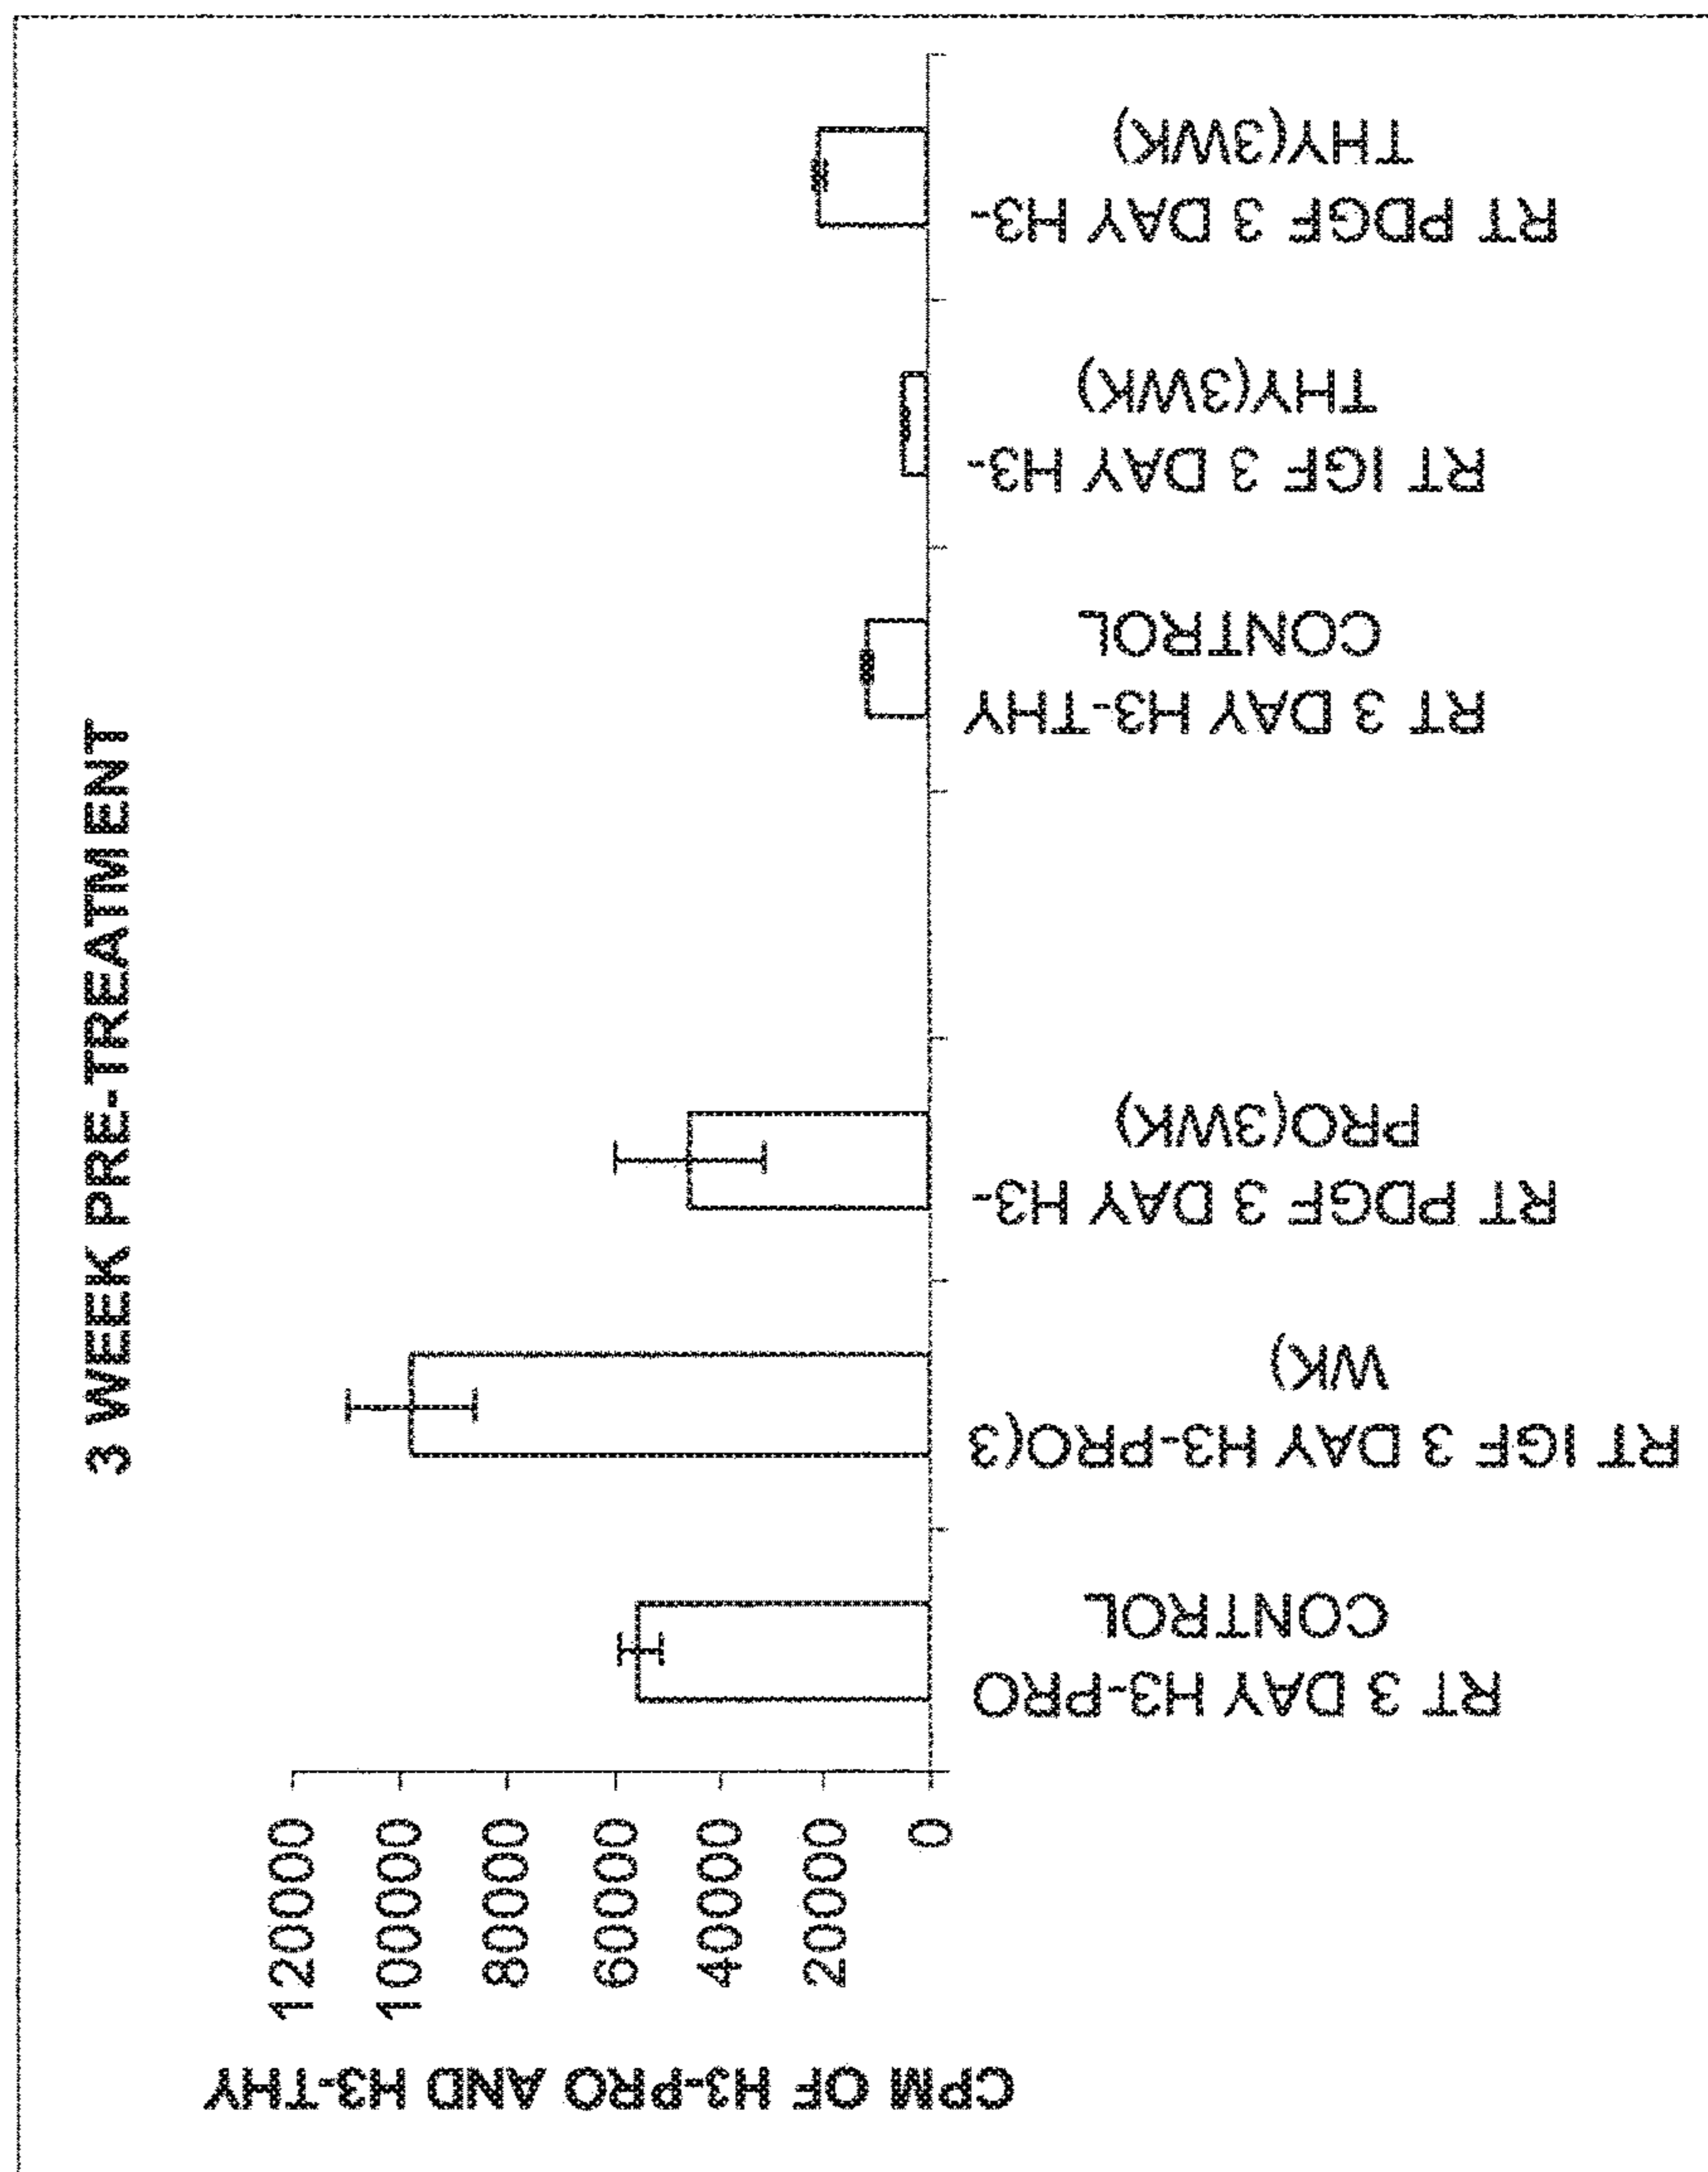 3 WEEK PRE-TREATMENT
CPM OF H3-PRO AND H3-THY
120000
100000
80000
60000
40000
20000
0
RT 3 DAY H3-PRO
CONTROL
RT IGF 3 DAY H3-PRO(3
WK)
RT PDGF 3 DAY H3-
PRO(3WK)
RT 3 DAY H3-THY
CONTROL
RT IGF 3 DAY H3-
THY(3WK)
RT PDGF 3 DAY H3-
THY(3WK)